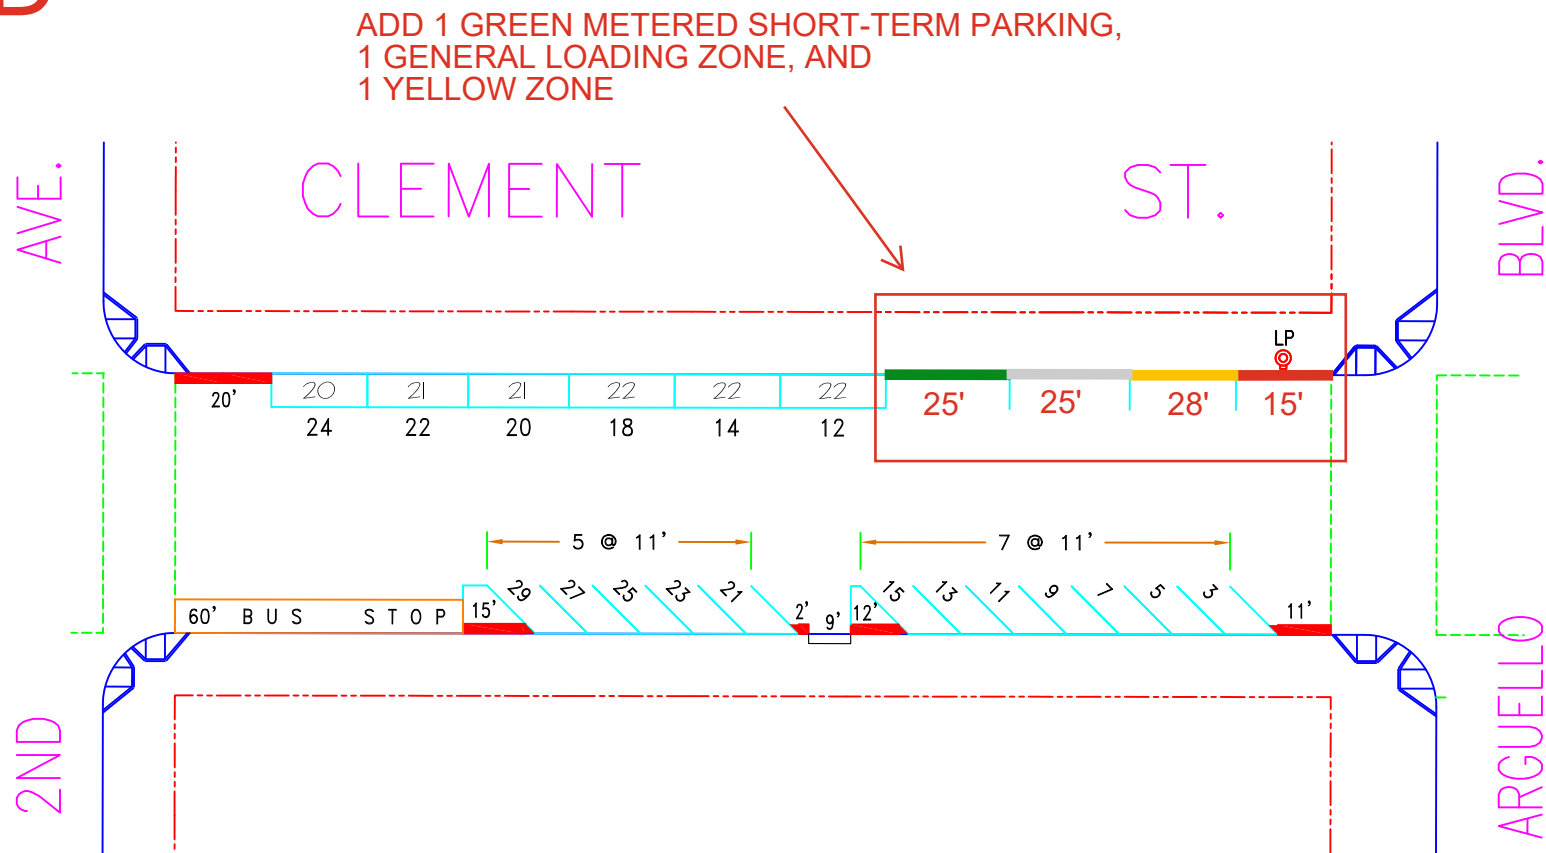 ADD 1 GREEN METERED SHORT-TERM PARKING,
1 GENERAL LOADING ZONE, AND
1 YELLOW ZONE
AVE.
CLEMENT ST.
BLVD.
LP
20'
20 21 21 22 22 22
25' 25' 28' 15'
24 22 20 18 14 12
5 @ 11'
7 @ 11'
60' BUS STOP
15'
29 27 25 23 21
2'
9'
12'
15 13 11 9 7 5 3
11'
2ND
ARGUELLO